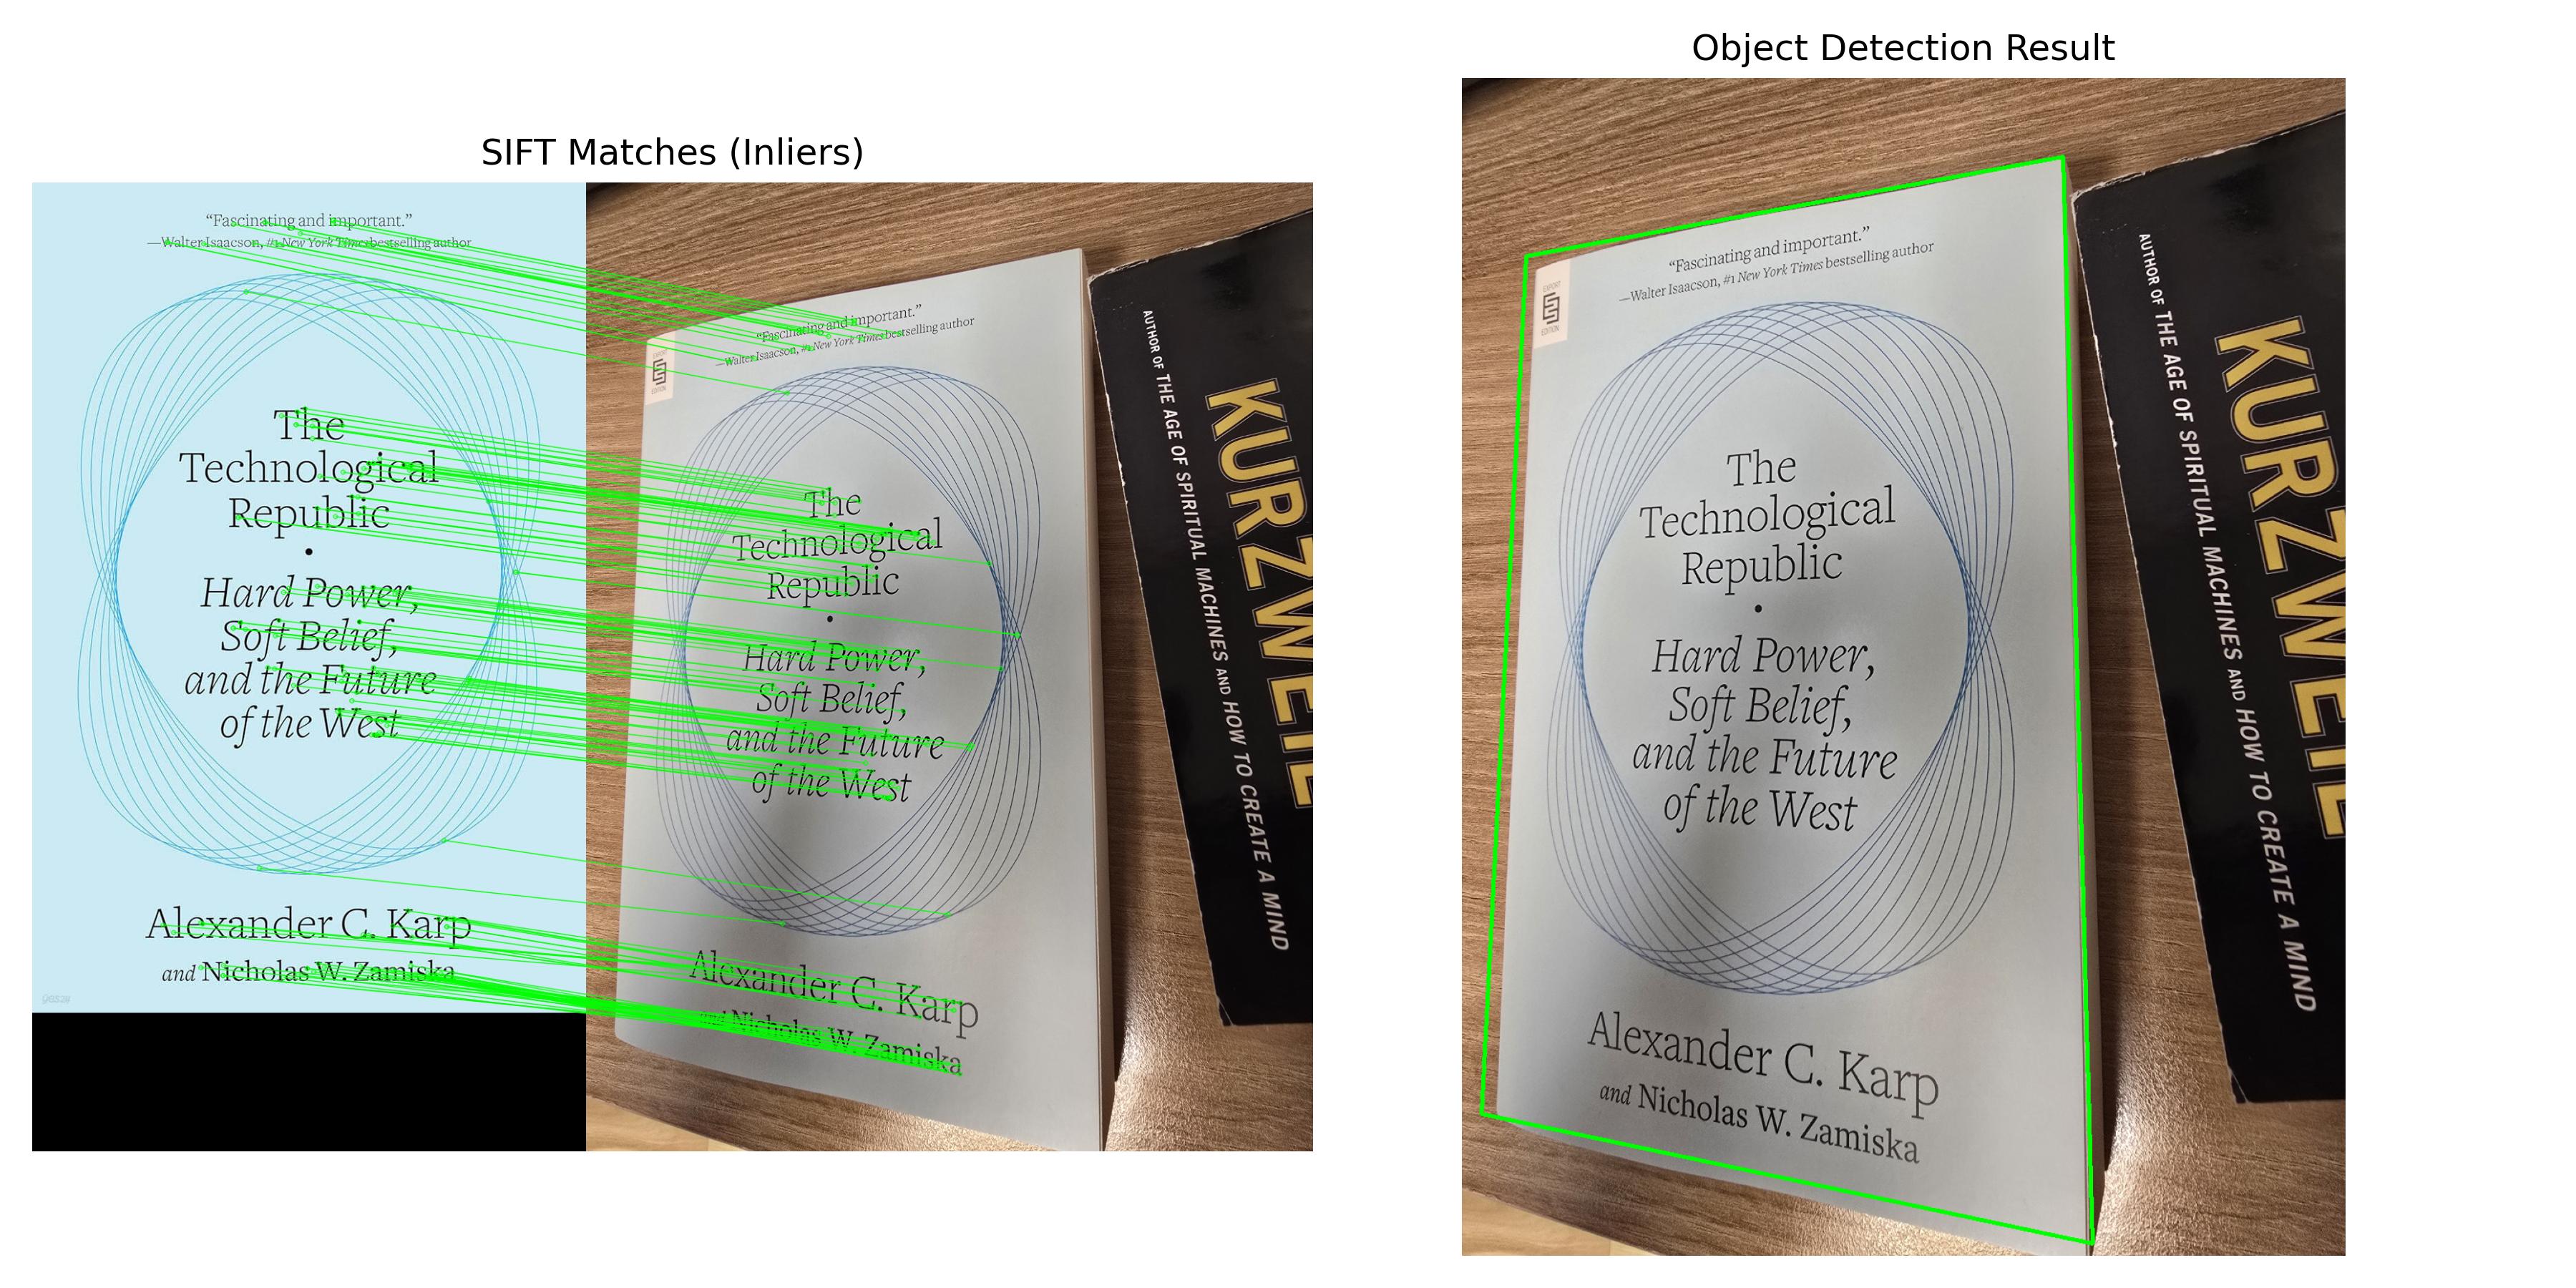 SIFT Matches (Inliers)
“Fascinating and important.”
—Walter Isaacson, #1 New York Times bestselling author
The
Technological
Republic
•
Hard Power,
Soft Belief,
and the Future
of the West
Alexander C. Karp
and Nicholas W. Zamiska
EXPORT
EDITION
“Fascinating and important.”
—Walter Isaacson, #1 New York Times bestselling author
The
Technological
Republic
•
Hard Power,
Soft Belief,
and the Future
of the West
Alexander C. Karp
and Nicholas W. Zamiska
AUTHOR OF THE AGE OF SPIRITUAL MACHINES AND HOW TO CREATE A MIND
KURZWEIL
Object Detection Result
EXPORT
EDITION
“Fascinating and important.”
—Walter Isaacson, #1 New York Times bestselling author
The
Technological
Republic
•
Hard Power,
Soft Belief,
and the Future
of the West
Alexander C. Karp
and Nicholas W. Zamiska
AUTHOR OF THE AGE OF SPIRITUAL MACHINES AND HOW TO CREATE A MIND
KURZWEIL